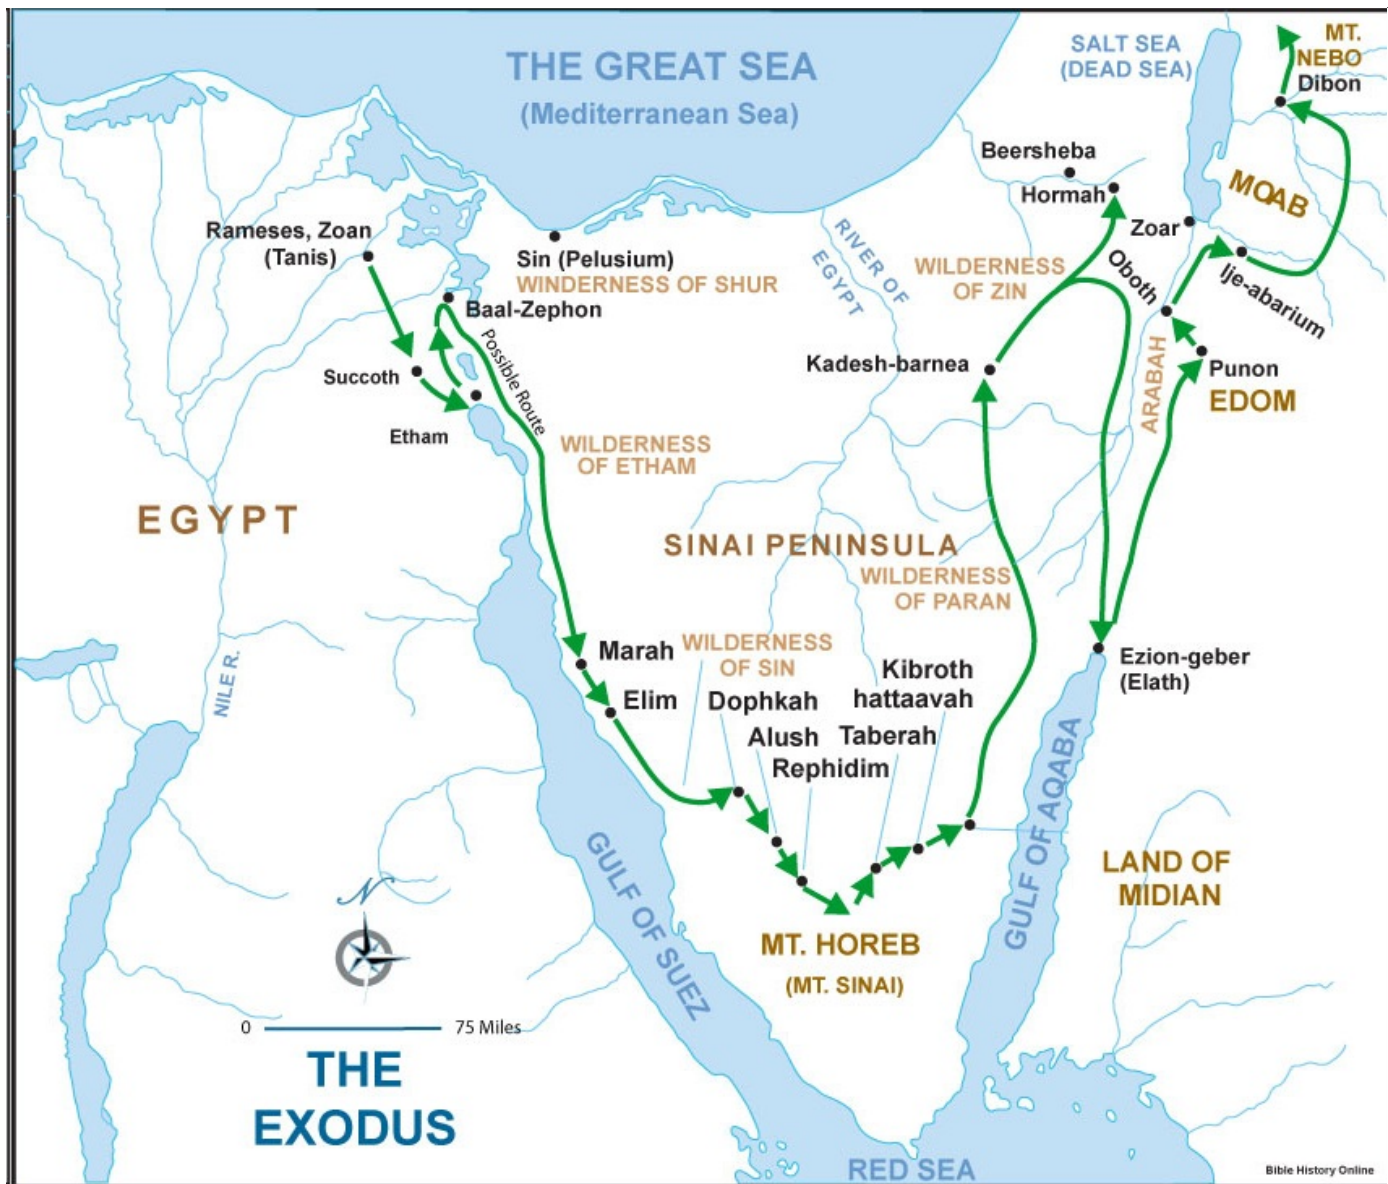 THE GREAT SEA
(Mediterranean Sea)
SALT SEA
(DEAD SEA)
MT.
NEBO
Dibon
Beersheba
Hormah
MOAB
Zoar
Rameses, Zoan
(Tanis)
Sin (Pelusium)
WINDERNESS OF SHUR
Baal-Zephon
RIVER OF
EGYPT
WILDERNESS
OF ZIN
Oboth
Ije-abarium
Possible Route
Succoth
Kadesh-barnea
ARABAH
Punon
EDOM
Etham
WILDERNESS
OF ETHAM
EGYPT
SINAI PENINSULA
WILDERNESS
OF PARAN
NILE R.
Marah
WILDERNESS
OF SIN
Elim
Dophkah
Kibroth
hattaavah
Ezion-geber
(Elath)
Alush
Taberah
Rephidim
GULF OF SUEZ
GULF OF AQABA
LAND OF
MIDIAN
N
MT. HOREB
(MT. SINAI)
0
75 Miles
THE
EXODUS
RED SEA
Bible History Online